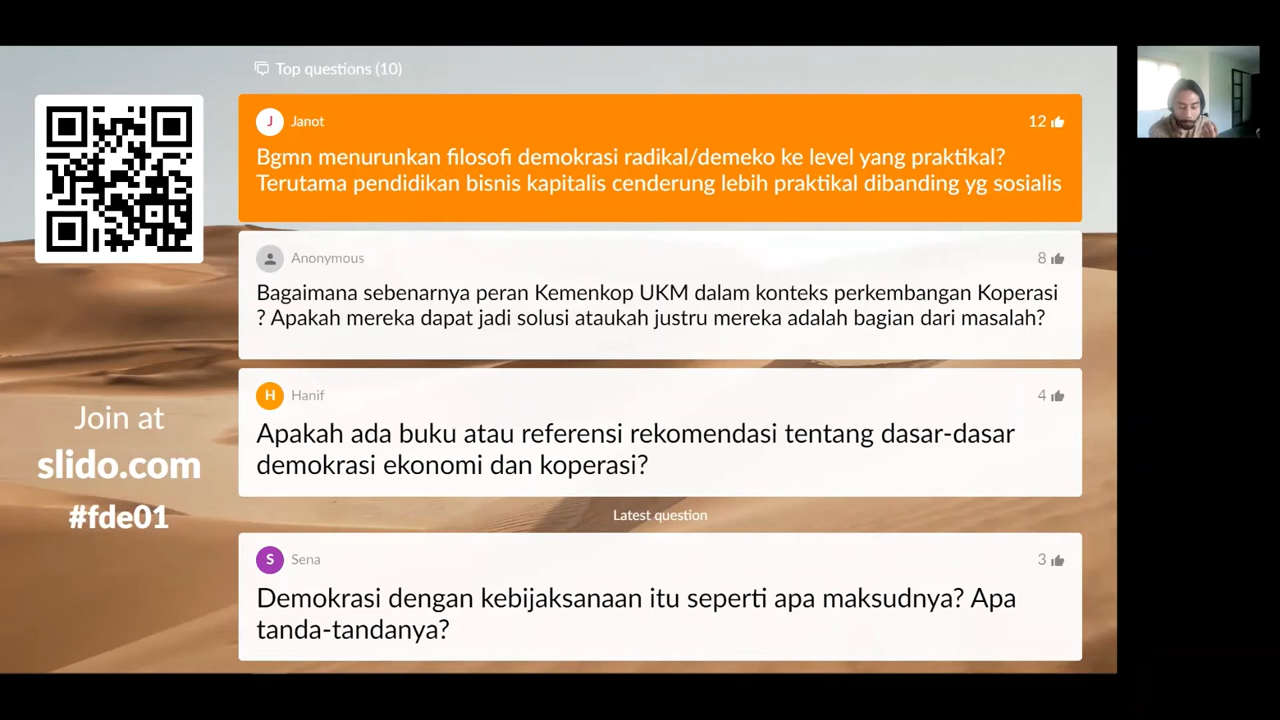 Top questions (10)
J Janot 12
Bgmn menurunkan filosofi demokrasi radikal/demeko ke level yang praktikal?
Terutama pendidikan bisnis kapitalis cenderung lebih praktikal dibanding yg sosialis
Anonymous 8
Bagaimana sebenarnya peran Kemenkop UKM dalam konteks perkembangan Koperasi
? Apakah mereka dapat jadi solusi ataukah justru mereka adalah bagian dari masalah?
H Hanif 4
Apakah ada buku atau referensi rekomendasi tentang dasar-dasar
demokrasi ekonomi dan koperasi?
Latest question
S Sena 3
Demokrasi dengan kebijaksanaan itu seperti apa maksudnya? Apa
tanda-tandanya?
Join at
slido.com
#fde01